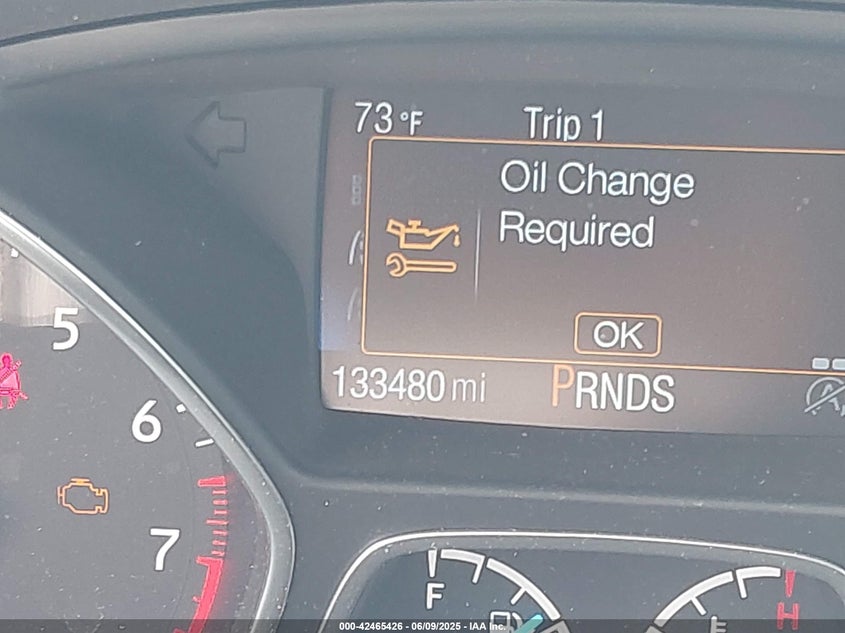 73 °F Trip 1
Oil Change
Required
OK
133480 mi PRNDS
5
6
7
F
H
000-42465426 - 06/09/2025 - IAA Inc.